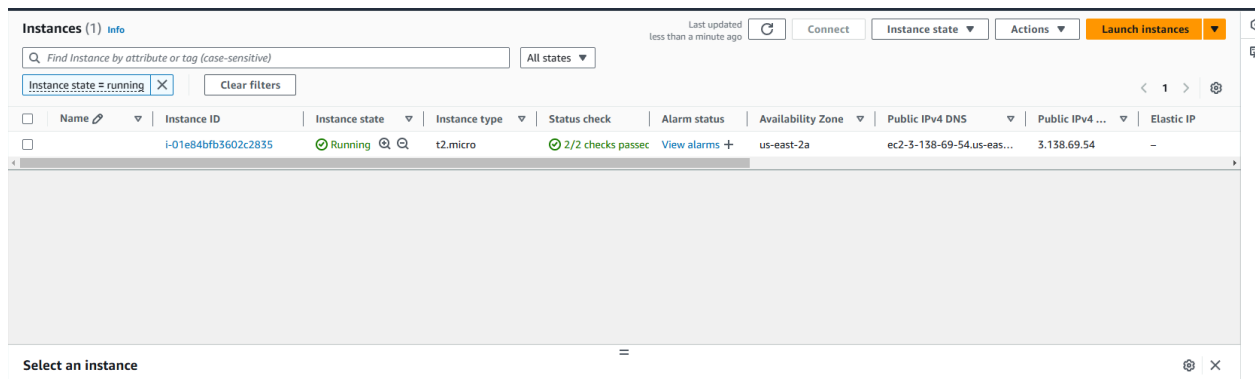 Instances (1) Info
Last updated
less than a minute ago
Connect
Instance state
Actions
Launch instances
Find Instance by attribute or tag (case-sensitive)
All states
Instance state = running
Clear filters
1
Name Instance ID Instance state Instance type Status check Alarm status Availability Zone Public IPv4 DNS Public IPv4 ... Elastic IP
i-01e84bfb3602c2835 Running t2.micro 2/2 checks passec View alarms + us-east-2a ec2-3-138-69-54.us-eas... 3.138.69.54 –
Select an instance